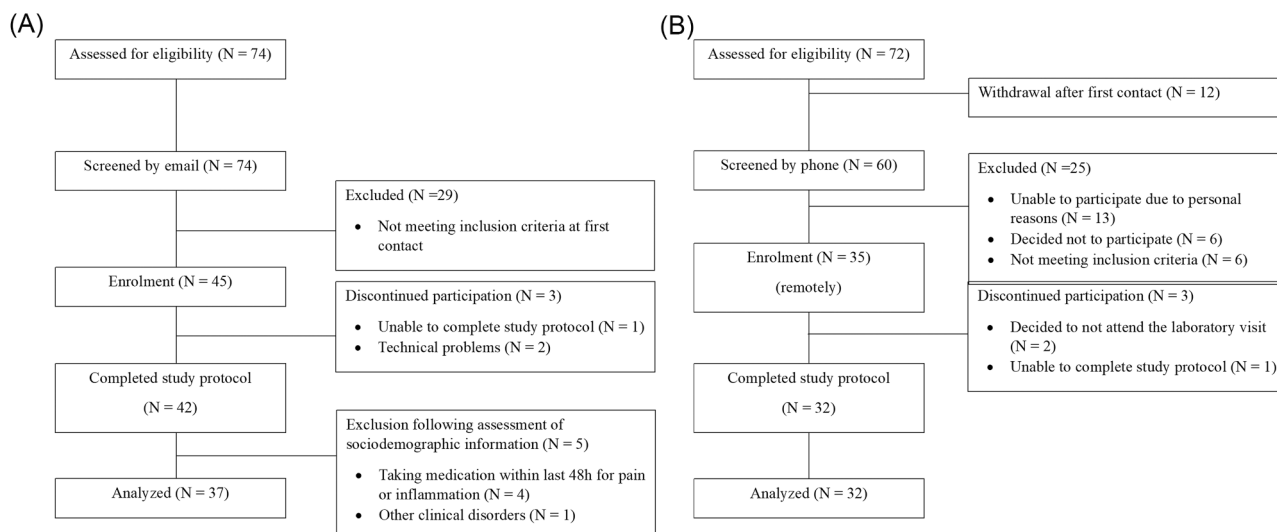 (A)
Assessed for eligibility (N = 74)
Screened by email (N = 74)
Excluded (N =29)
• Not meeting inclusion criteria at first
contact
Enrolment (N = 45)
Discontinued participation (N = 3)
• Unable to complete study protocol (N = 1)
• Technical problems (N = 2)
Completed study protocol
(N = 42)
Exclusion following assessment of
sociodemographic information (N = 5)
• Taking medication within last 48h for pain
or inflammation (N = 4)
• Other clinical disorders (N = 1)
Analyzed (N = 37)
(B)
Assessed for eligibility (N = 72)
Withdrawal after first contact (N = 12)
Screened by phone (N = 60)
Excluded (N =25)
• Unable to participate due to personal
reasons (N = 13)
• Decided not to participate (N = 6)
• Not meeting inclusion criteria (N = 6)
Enrolment (N = 35)
(remotely)
Discontinued participation (N = 3)
• Decided to not attend the laboratory visit
(N = 2)
• Unable to complete study protocol (N = 1)
Completed study protocol
(N = 32)
Analyzed (N = 32)